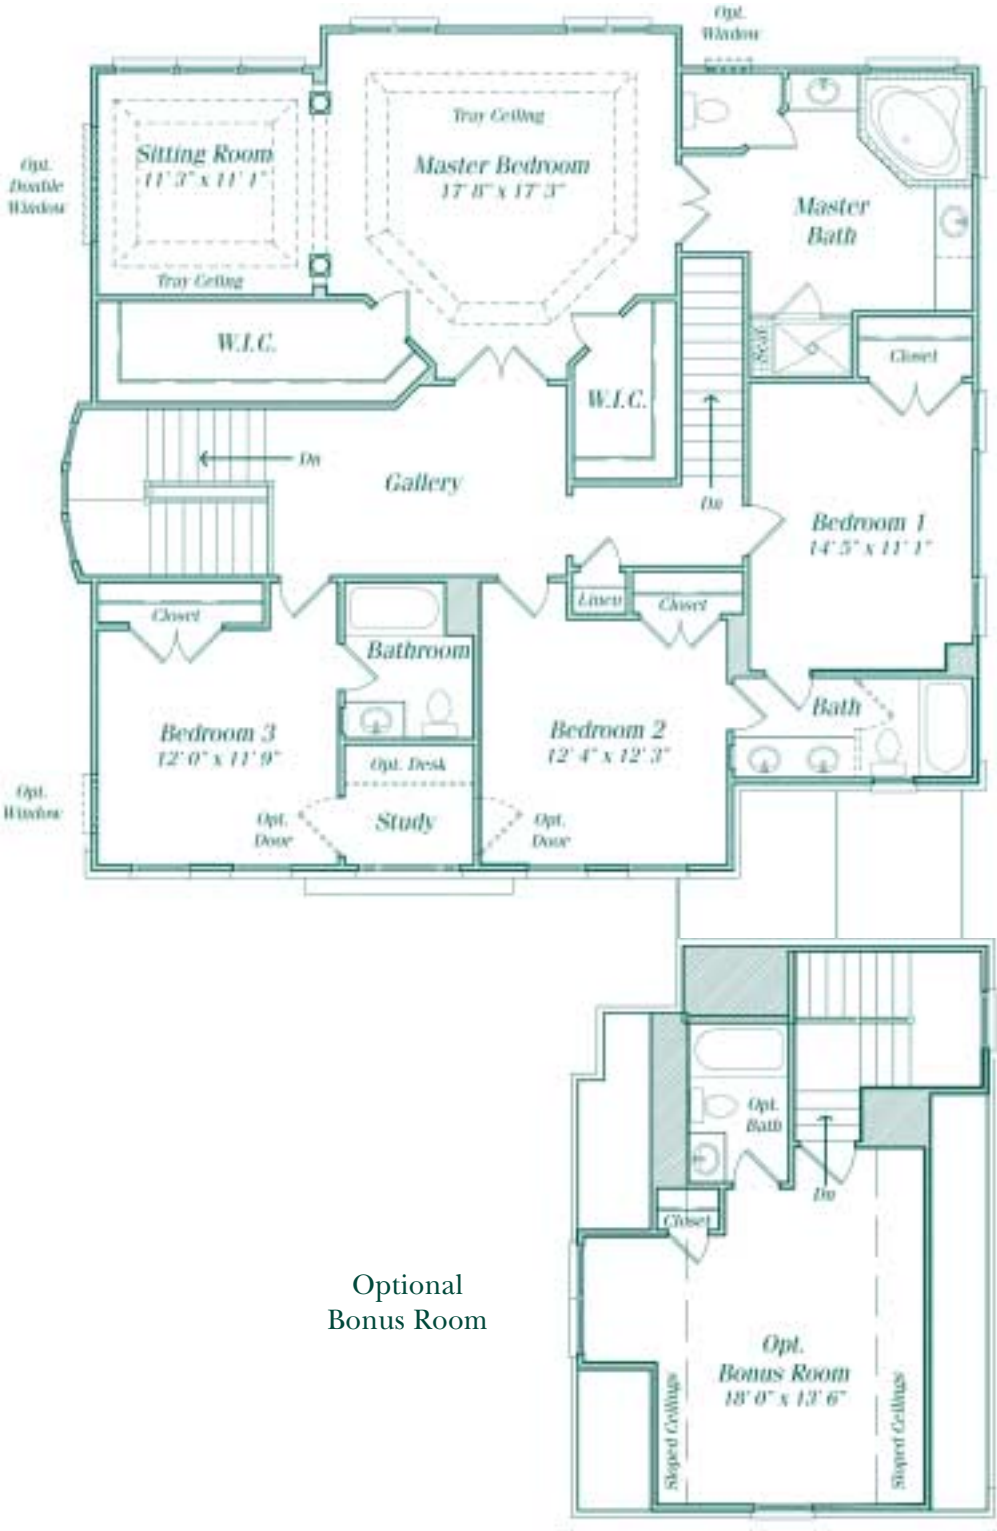 Opt.
Window
Tray Ceiling
Sitting Room
11' 3" x 11' 1"
Master Bedroom
17' 8" x 17' 3"
Opt.
Double
Window
Master
Bath
Tray Ceiling
W.I.C.
Seat
Closet
W.I.C.
Dn
Gallery
Dn
Bedroom 1
14' 5" x 11' 1"
Closet
Linen
Closet
Bathroom
Bath
Bedroom 3
12' 0" x 11' 9"
Bedroom 2
12' 4" x 12' 3"
Opt. Desk
Opt.
Window
Opt.
Door
Study
Opt.
Door
Opt.
Bath
Dn
Closet
Optional
Bonus Room
Opt.
Bonus Room
18' 0" x 13' 6"
Sloped Ceilings
Sloped Ceilings